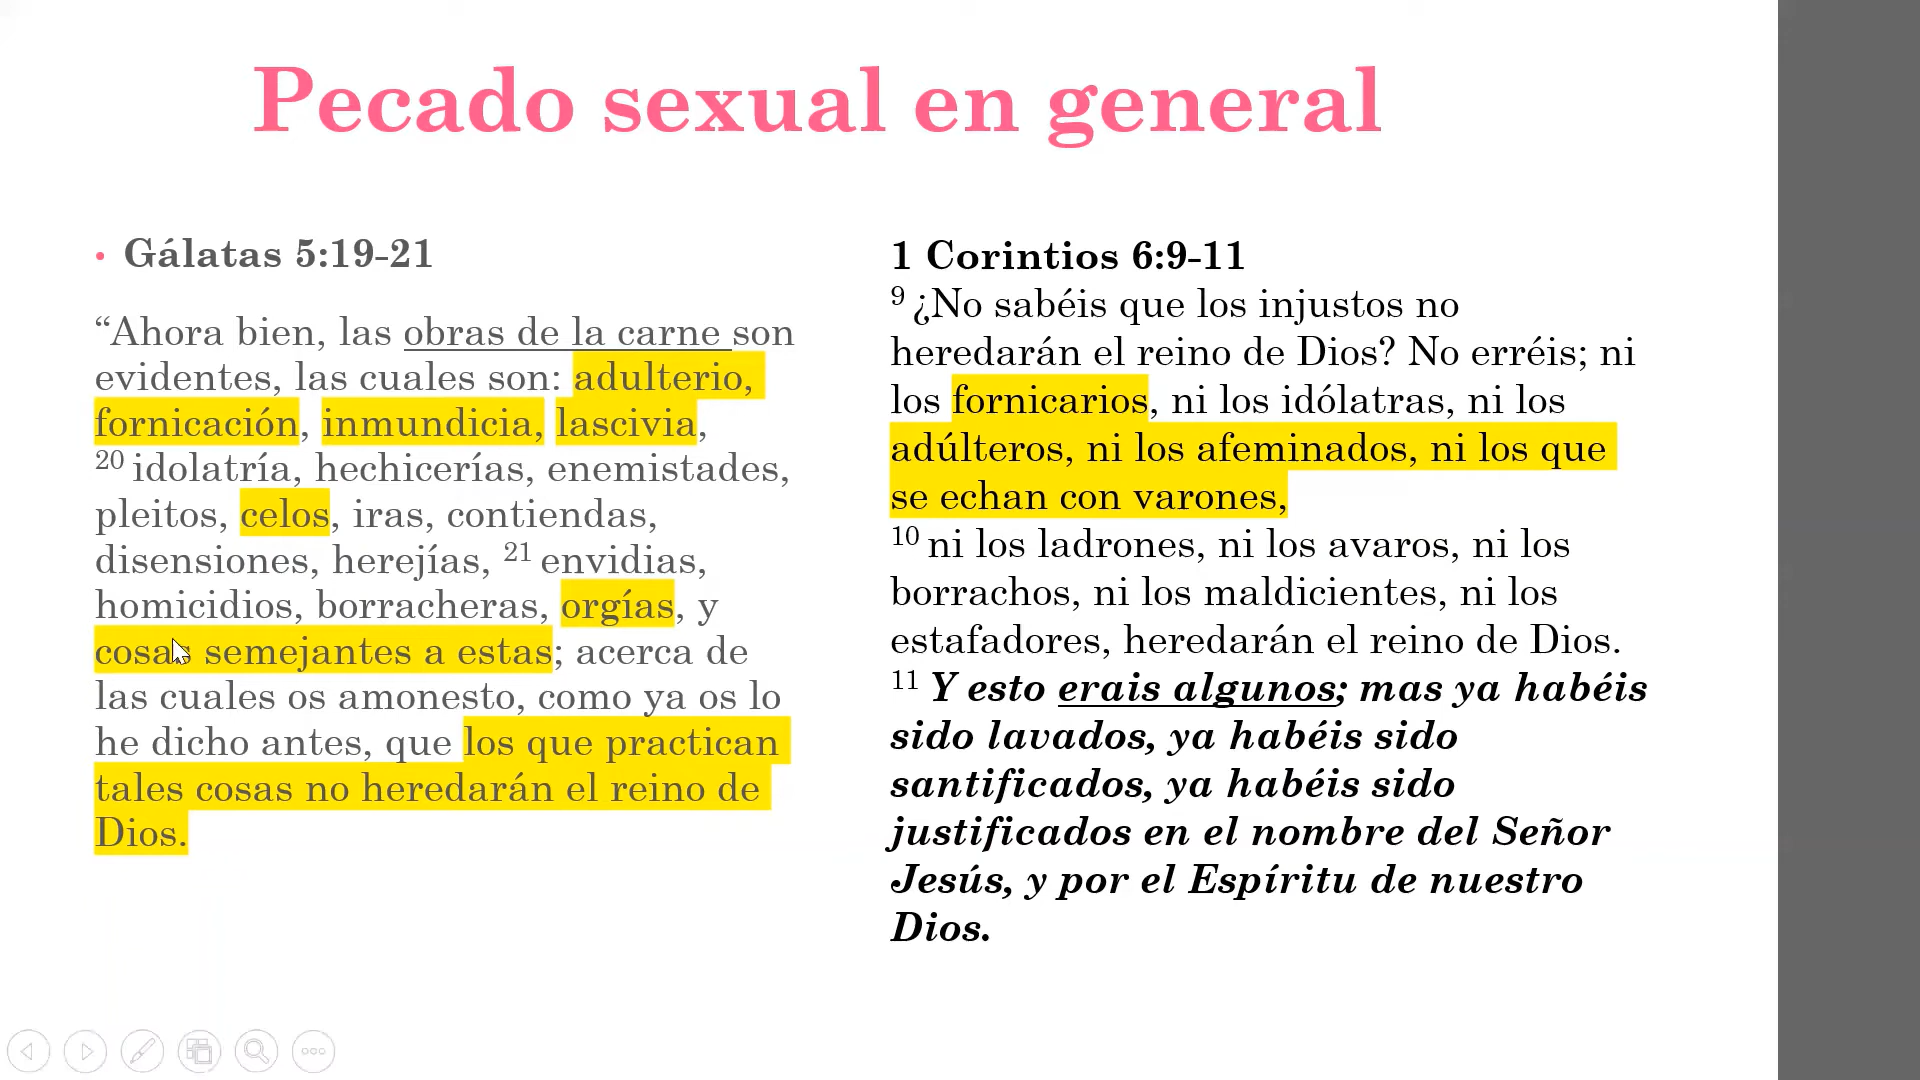 Pecado sexual en general
• Gálatas 5:19-21
“Ahora bien, las obras de la carne son
evidentes, las cuales son: adulterio,
fornicación, inmundicia, lascivia,
20 idolatría, hechicerías, enemistades,
pleitos, celos, iras, contiendas,
disensiones, herejías, 21 envidias,
homicidios, borracheras, orgías, y
cosas semejantes a estas; acerca de
las cuales os amonesto, como ya os lo
he dicho antes, que los que practican
tales cosas no heredarán el reino de
Dios.
1 Corintios 6:9-11
9 ¿No sabéis que los injustos no
heredarán el reino de Dios? No erréis; ni
los fornicarios, ni los idólatras, ni los
adúlteros, ni los afeminados, ni los que
se echan con varones,
10 ni los ladrones, ni los avaros, ni los
borrachos, ni los maldicientes, ni los
estafadores, heredarán el reino de Dios.
11 Y esto erais algunos; mas ya habéis
sido lavados, ya habéis sido
santificados, ya habéis sido
justificados en el nombre del Señor
Jesús, y por el Espíritu de nuestro
Dios.